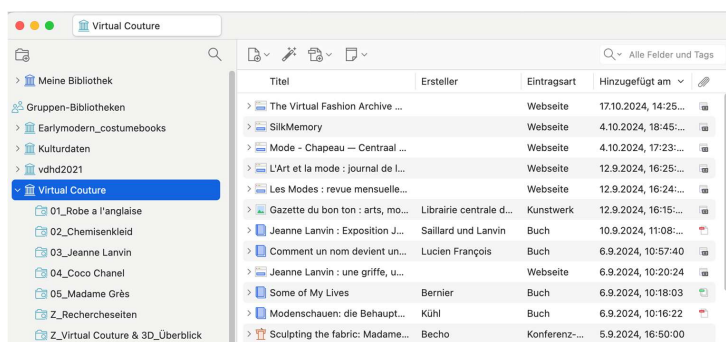 Virtual Couture
Alle Felder und Tags
Meine Bibliothek
Gruppen-Bibliotheken
Earlymodern_costumebooks
Kulturdaten
vdhd2021
Virtual Couture
01_Robe a l'anglaise
02_Chemisenkleid
03_Jeanne Lanvin
04_Coco Chanel
05_Madame Grès
Z_Rechercheseiten
Z_Virtual Couture & 3D_Überblick
Titel Ersteller Eintragsart Hinzugefügt am
The Virtual Fashion Archive ... Webseite 17.10.2024, 14:25...
SilkMemory Webseite 4.10.2024, 18:45:...
Mode - Chapeau — Centraal ... Webseite 4.10.2024, 17:23:...
L'Art et la mode : journal de l... Webseite 12.9.2024, 16:25:...
Les Modes : revue mensuelle... Webseite 12.9.2024, 16:24:...
Gazette du bon ton : arts, mo... Librairie centrale d... Kunstwerk 12.9.2024, 16:15:...
Jeanne Lanvin : Exposition J... Saillard und Lanvin Buch 10.9.2024, 11:08:...
Comment un nom devient un... Lucien François Buch 6.9.2024, 10:57:40
Jeanne Lanvin : une griffe, u... Webseite 6.9.2024, 10:20:24
Some of My Lives Bernier Buch 6.9.2024, 10:18:03
Modenschauen: die Behaupt... Kühl Buch 6.9.2024, 10:16:22
Sculpting the fabric: Madame... Becho Konferenz-... 5.9.2024, 16:50:00